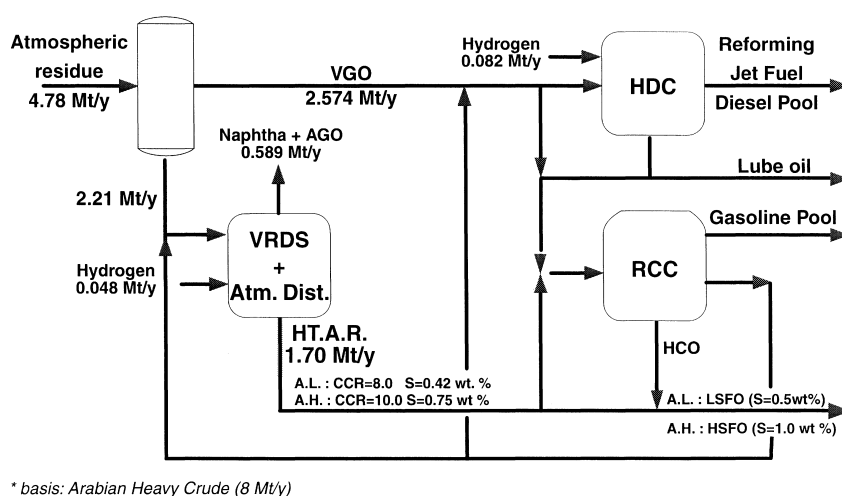 Atmospheric
residue
4.78 Mt/y
VGO
2.574 Mt/y
Hydrogen
0.082 Mt/y
HDC
Reforming
Jet Fuel
Diesel Pool
Naphtha + AGO
0.589 Mt/y
Lube oil
2.21 Mt/y
Gasoline Pool
VRDS
+
Atm. Dist.
Hydrogen
0.048 Mt/y
RCC
HT.A.R.
1.70 Mt/y
HCO
A.L. : CCR=8.0 S=0.42 wt. %
A.H. : CCR=10.0 S=0.75 wt %
A.L. : LSFO (S=0.5wt%)
A.H. : HSFO (S=1.0 wt %)
* basis: Arabian Heavy Crude (8 Mt/y)